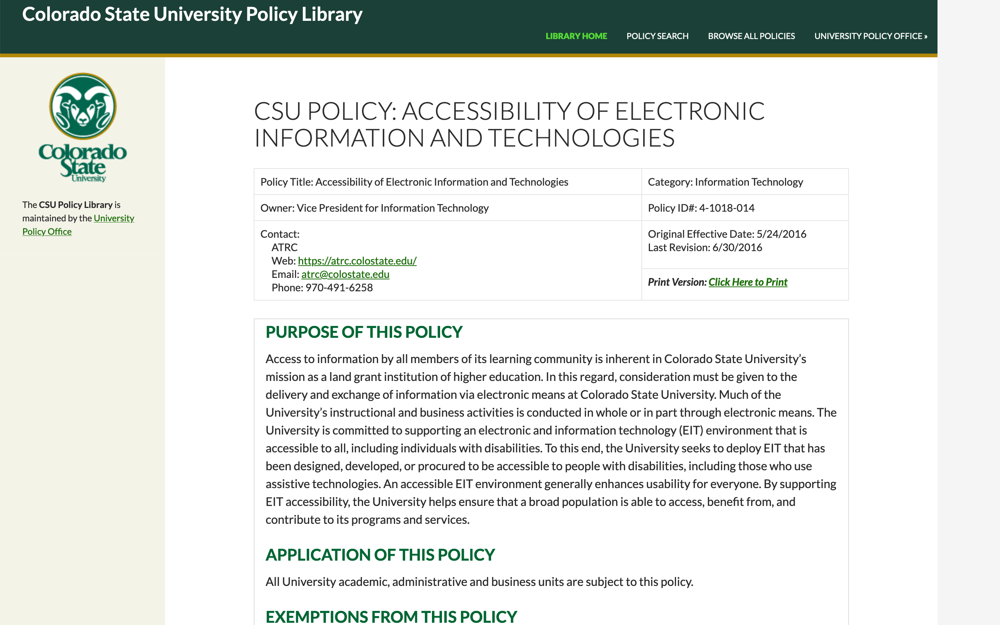 Colorado State University Policy Library
LIBRARY HOME
POLICY SEARCH
BROWSE ALL POLICIES
UNIVERSITY POLICY OFFICE »
Colorado
State
University
The CSU Policy Library is
maintained by the University
Policy Office
CSU POLICY: ACCESSIBILITY OF ELECTRONIC
INFORMATION AND TECHNOLOGIES
Policy Title: Accessibility of Electronic Information and Technologies
Category: Information Technology
Owner: Vice President for Information Technology
Policy ID#: 4-1018-014
Contact:
ATRC
Web: https://atrc.colostate.edu/
Email: atrc@colostate.edu
Phone: 970-491-6258
Original Effective Date: 5/24/2016
Last Revision: 6/30/2016
Print Version: Click Here to Print
PURPOSE OF THIS POLICY
Access to information by all members of its learning community is inherent in Colorado State University’s
mission as a land grant institution of higher education. In this regard, consideration must be given to the
delivery and exchange of information via electronic means at Colorado State University. Much of the
University’s instructional and business activities is conducted in whole or in part through electronic means. The
University is committed to supporting an electronic and information technology (EIT) environment that is
accessible to all, including individuals with disabilities. To this end, the University seeks to deploy EIT that has
been designed, developed, or procured to be accessible to people with disabilities, including those who use
assistive technologies. An accessible EIT environment generally enhances usability for everyone. By supporting
EIT accessibility, the University helps ensure that a broad population is able to access, benefit from, and
contribute to its programs and services.
APPLICATION OF THIS POLICY
All University academic, administrative and business units are subject to this policy.
EXEMPTIONS FROM THIS POLICY